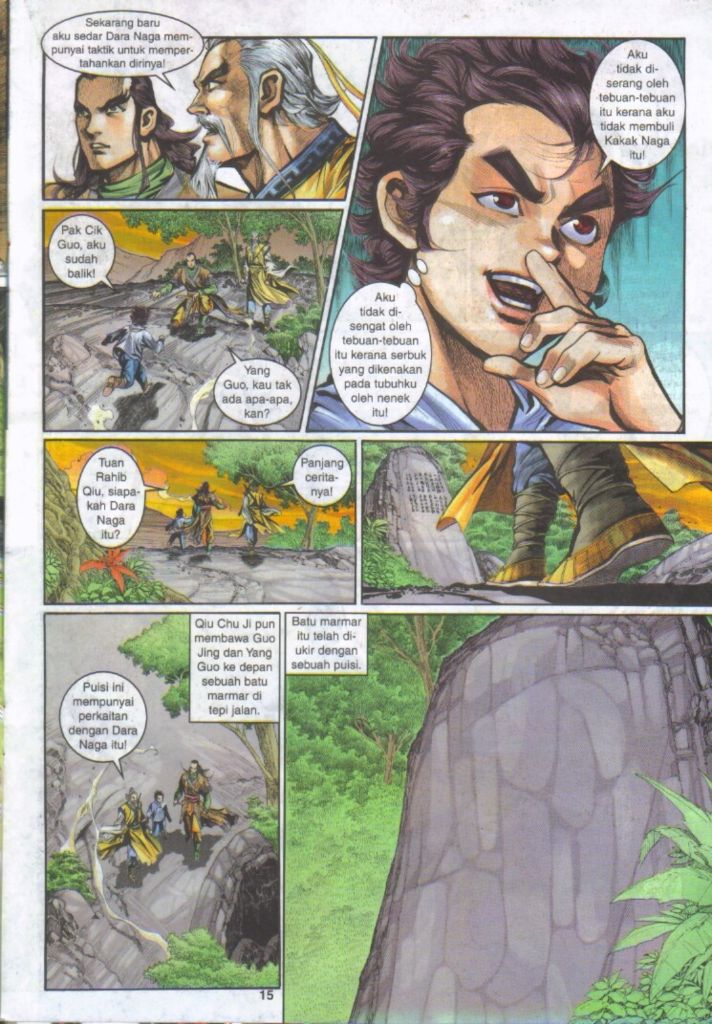 Sekarang baru
aku sedar Dara Naga mem-
punyai taktik untuk memper-
tahankan dirinya!
Aku
tidak di-
serang oleh
tebuan-tebuan
itu kerana aku
tidak membuli
Kakak Naga
itu!
Pak Cik
Guo, aku
sudah
balik!
Yang
Guo, kau tak
ada apa-apa,
kan?
Aku
tidak di-
sengat oleh
tebuan-tebuan
itu kerana serbuk
yang dikenakan
pada tubuhku
oleh nenek
itu!
Tuan
Rahib
Qiu, siapa-
kah Dara
Naga
itu?
Panjang
cerita-
nya!
Qiu Chu Ji pun
membawa Guo
Jing dan Yang
Guo ke depan
sebuah batu
marmar di
tepi jalan.
Puisi ini
mempunyai
perkaitan
dengan Dara
Naga itu!
Batu marmar
itu telah di-
ukir dengan
sebuah puisi.
15